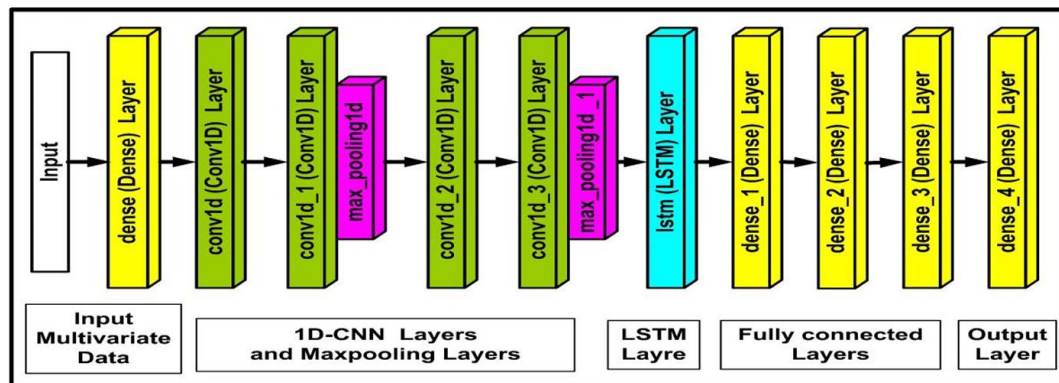 Input
dense (Dense) Layer
conv1d (Conv1D) Layer
conv1d_1 (Conv1D) Layer
max_pooling1d
conv1d_2 (Conv1D) Layer
conv1d_3 (Conv1D) Layer
max_pooling1d _1
lstm (LSTM) Layer
dense_1 (Dense) Layer
dense_2 (Dense) Layer
dense_3 (Dense) Layer
dense_4 (Dense) Layer
Input
Multivariate
Data
1D-CNN Layers
and Maxpooling Layers
LSTM
Layre
Fully connected
Layers
Output
Layer